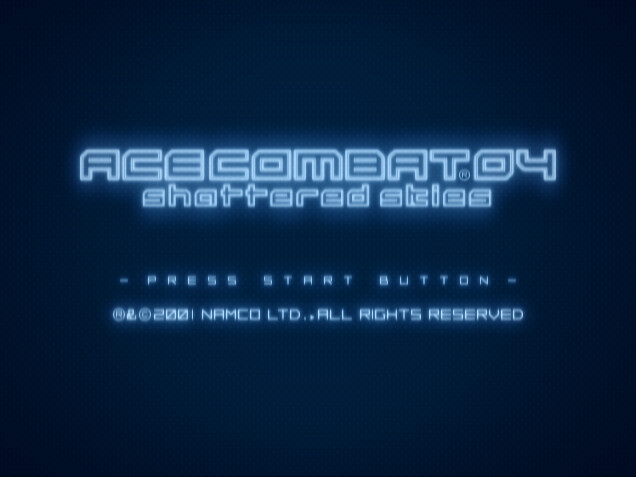 ACECOMBAT®04
shattered skies
- PRESS START BUTTON -
®&©2001 NAMCO LTD.,ALL RIGHTS RESERVED